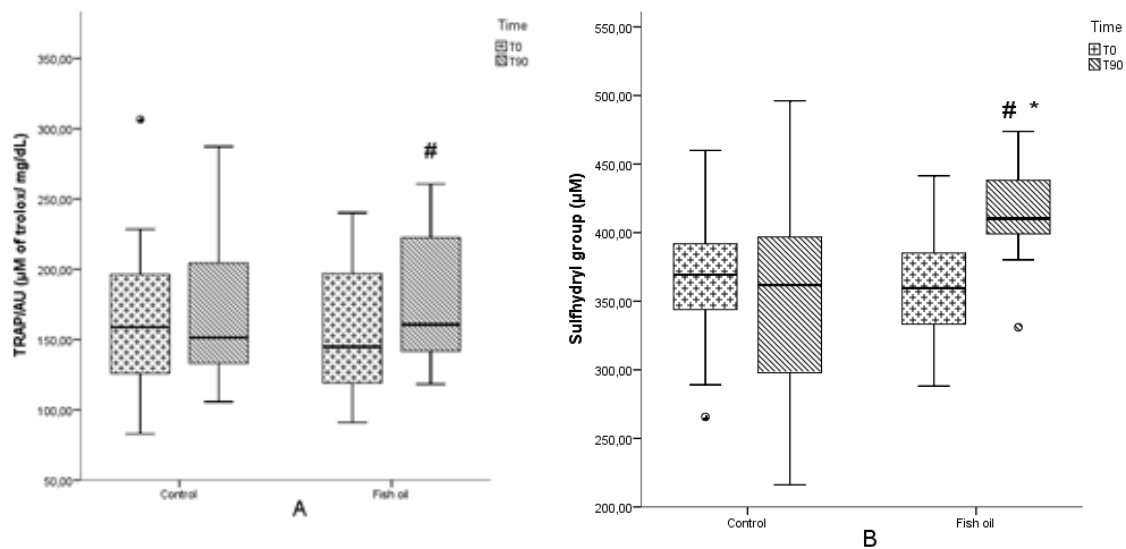 Time
T0
T90
350,00
300,00
250,00
200,00
150,00
100,00
50,00
TRAP/AU (µM of trolox/ mg/dL)
#
Control
Fish oil
A
Time
T0
T90
550,00
500,00
450,00
400,00
350,00
300,00
250,00
200,00
Sulfhydryl group (µM)
# *
Control
Fish oil
B